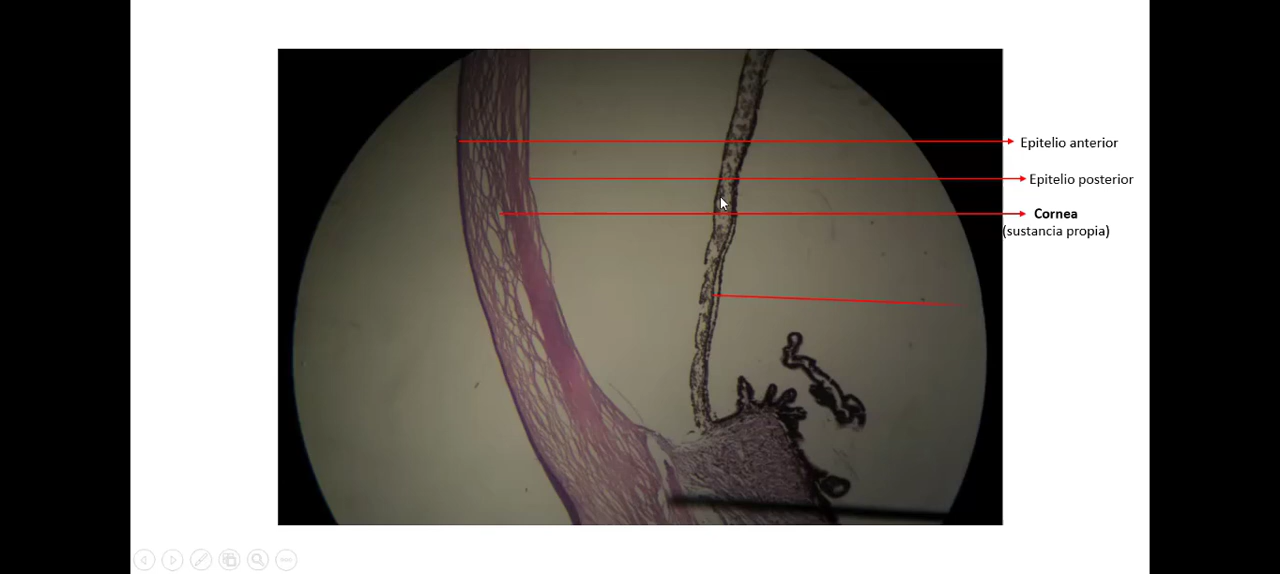 Epitelio anterior
Epitelio posterior
Cornea
(sustancia propia)